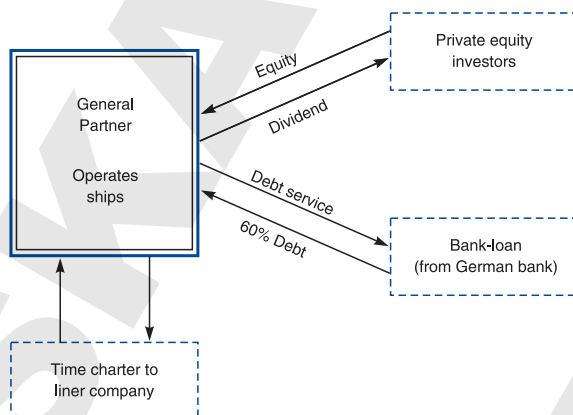 General
Partner
Operates
ships
Equity
Dividend
Private equity
investors
Debt service
60% Debt
Bank-loan
(from German bank)
Time charter to
liner company